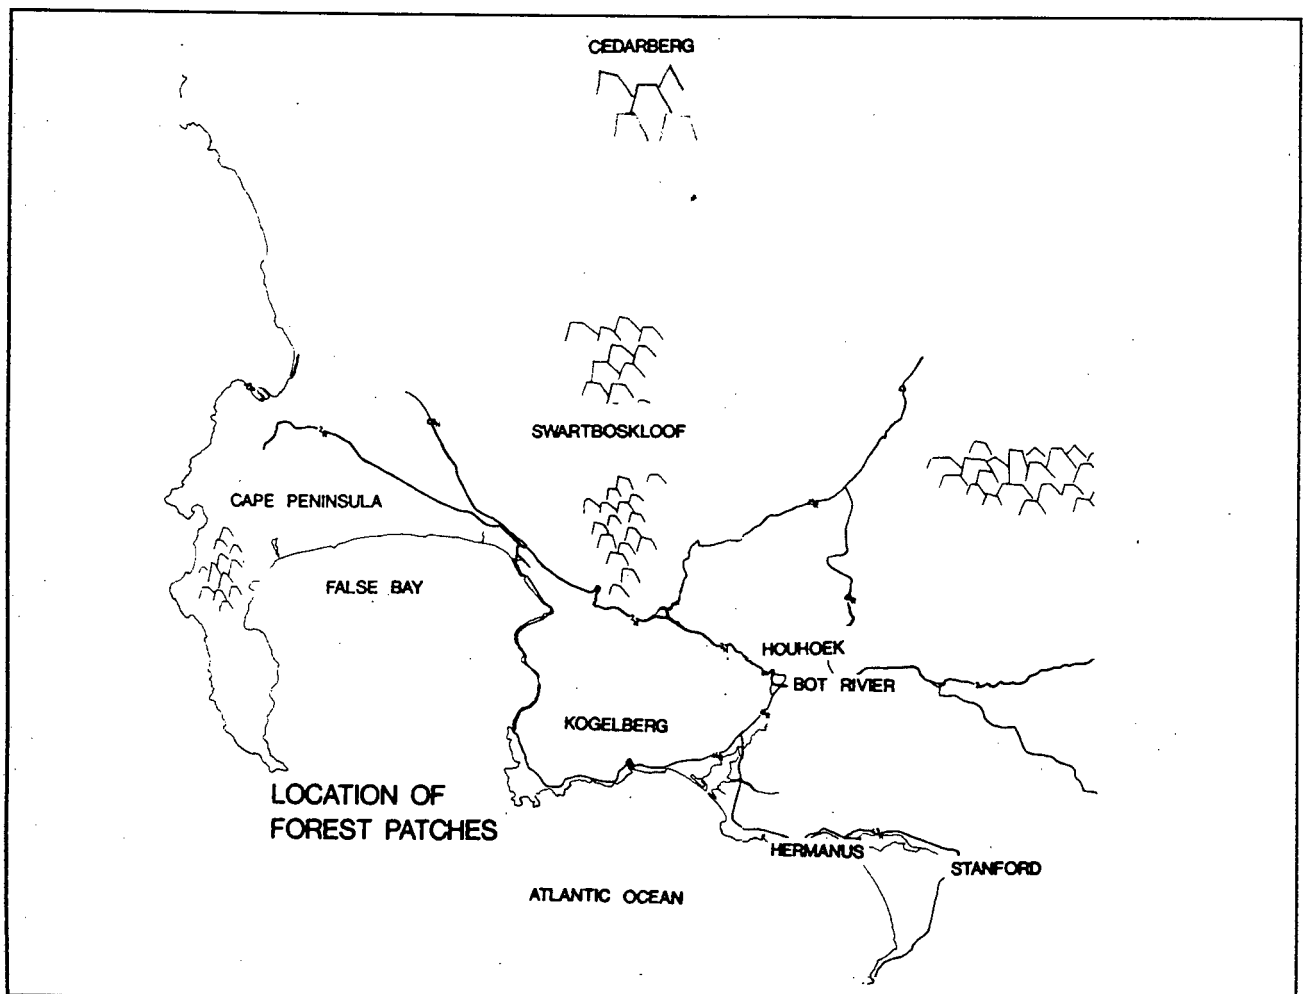 CEDARBERG
SWARTBOSKLOOF
CAPE PENINSULA
FALSE BAY
HOUHOEK
BOT RIVIER
KOGELBERG
LOCATION OF
FOREST PATCHES
HERMANUS
STANFORD
ATLANTIC OCEAN